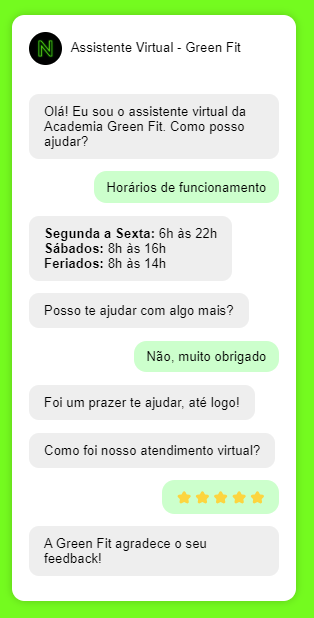 N
Assistente Virtual - Green Fit
Olá! Eu sou o assistente virtual da
Academia Green Fit. Como posso
ajudar?
Horários de funcionamento
Segunda a Sexta: 6h às 22h
Sábados: 8h às 16h
Feriados: 8h às 14h
Posso te ajudar com algo mais?
Não, muito obrigado
Foi um prazer te ajudar, até logo!
Como foi nosso atendimento virtual?
A Green Fit agradece o seu
feedback!